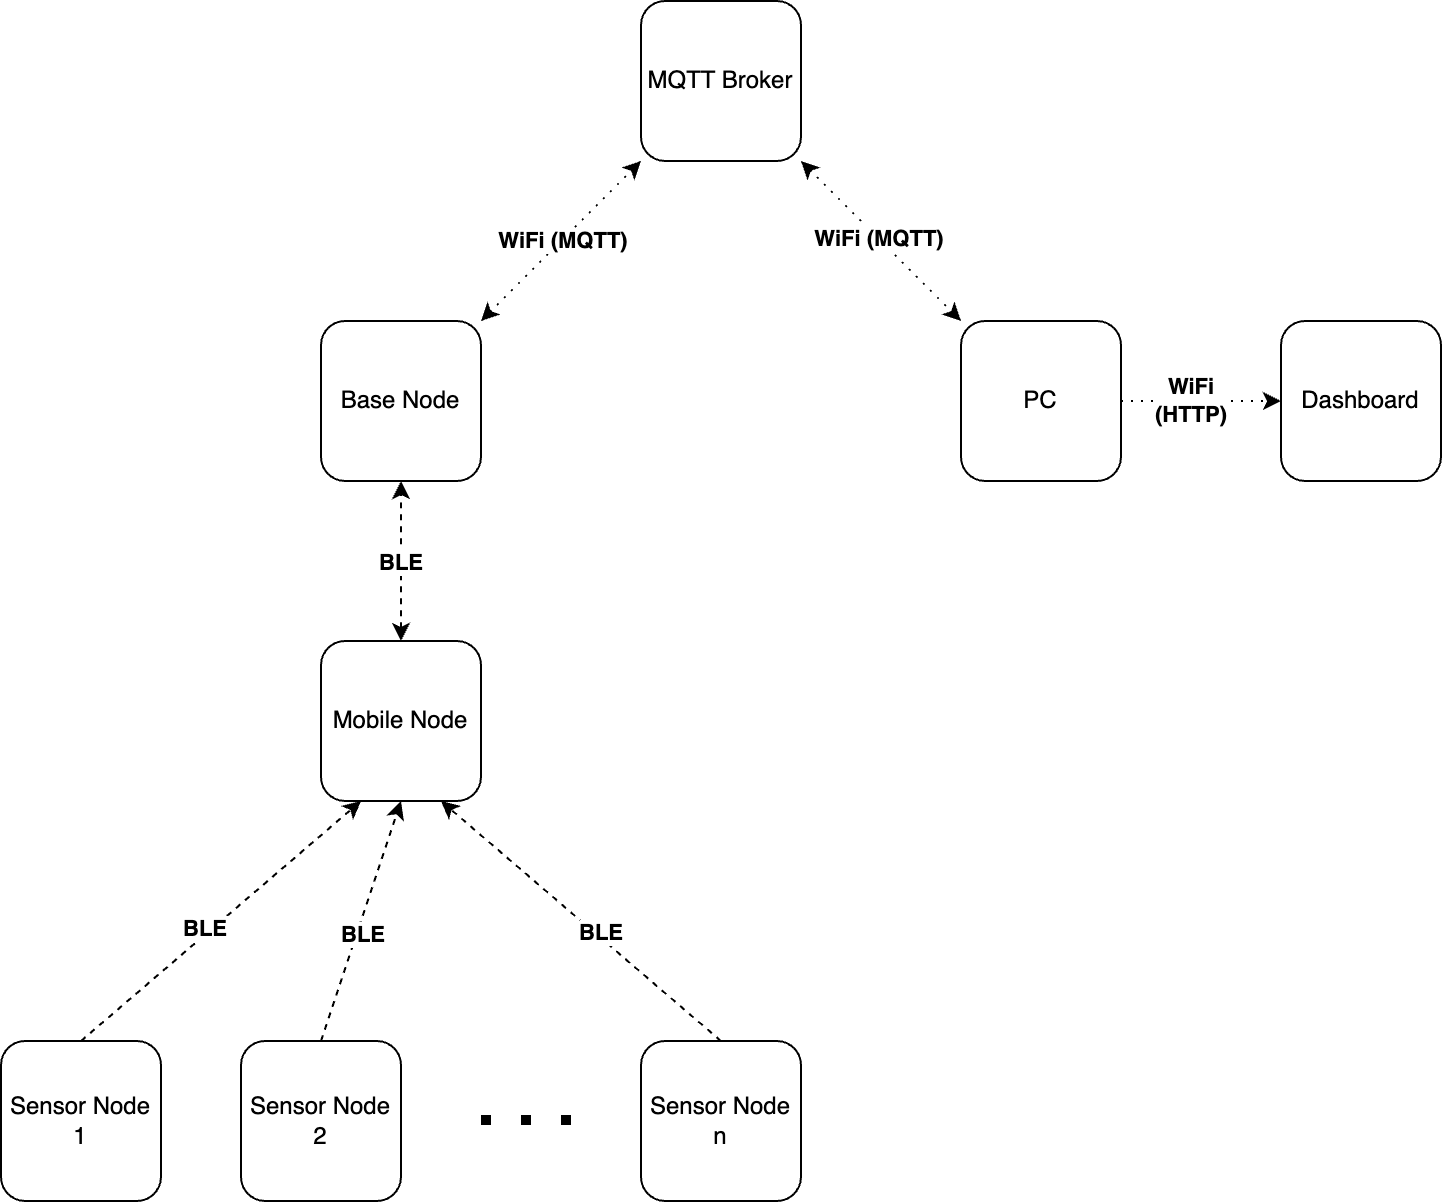 MQTT Broker
WiFi (MQTT)
WiFi (MQTT)
Base Node
PC
WiFi
(HTTP)
Dashboard
BLE
Mobile Node
BLE
BLE
BLE
Sensor Node
1
Sensor Node
2
Sensor Node
n